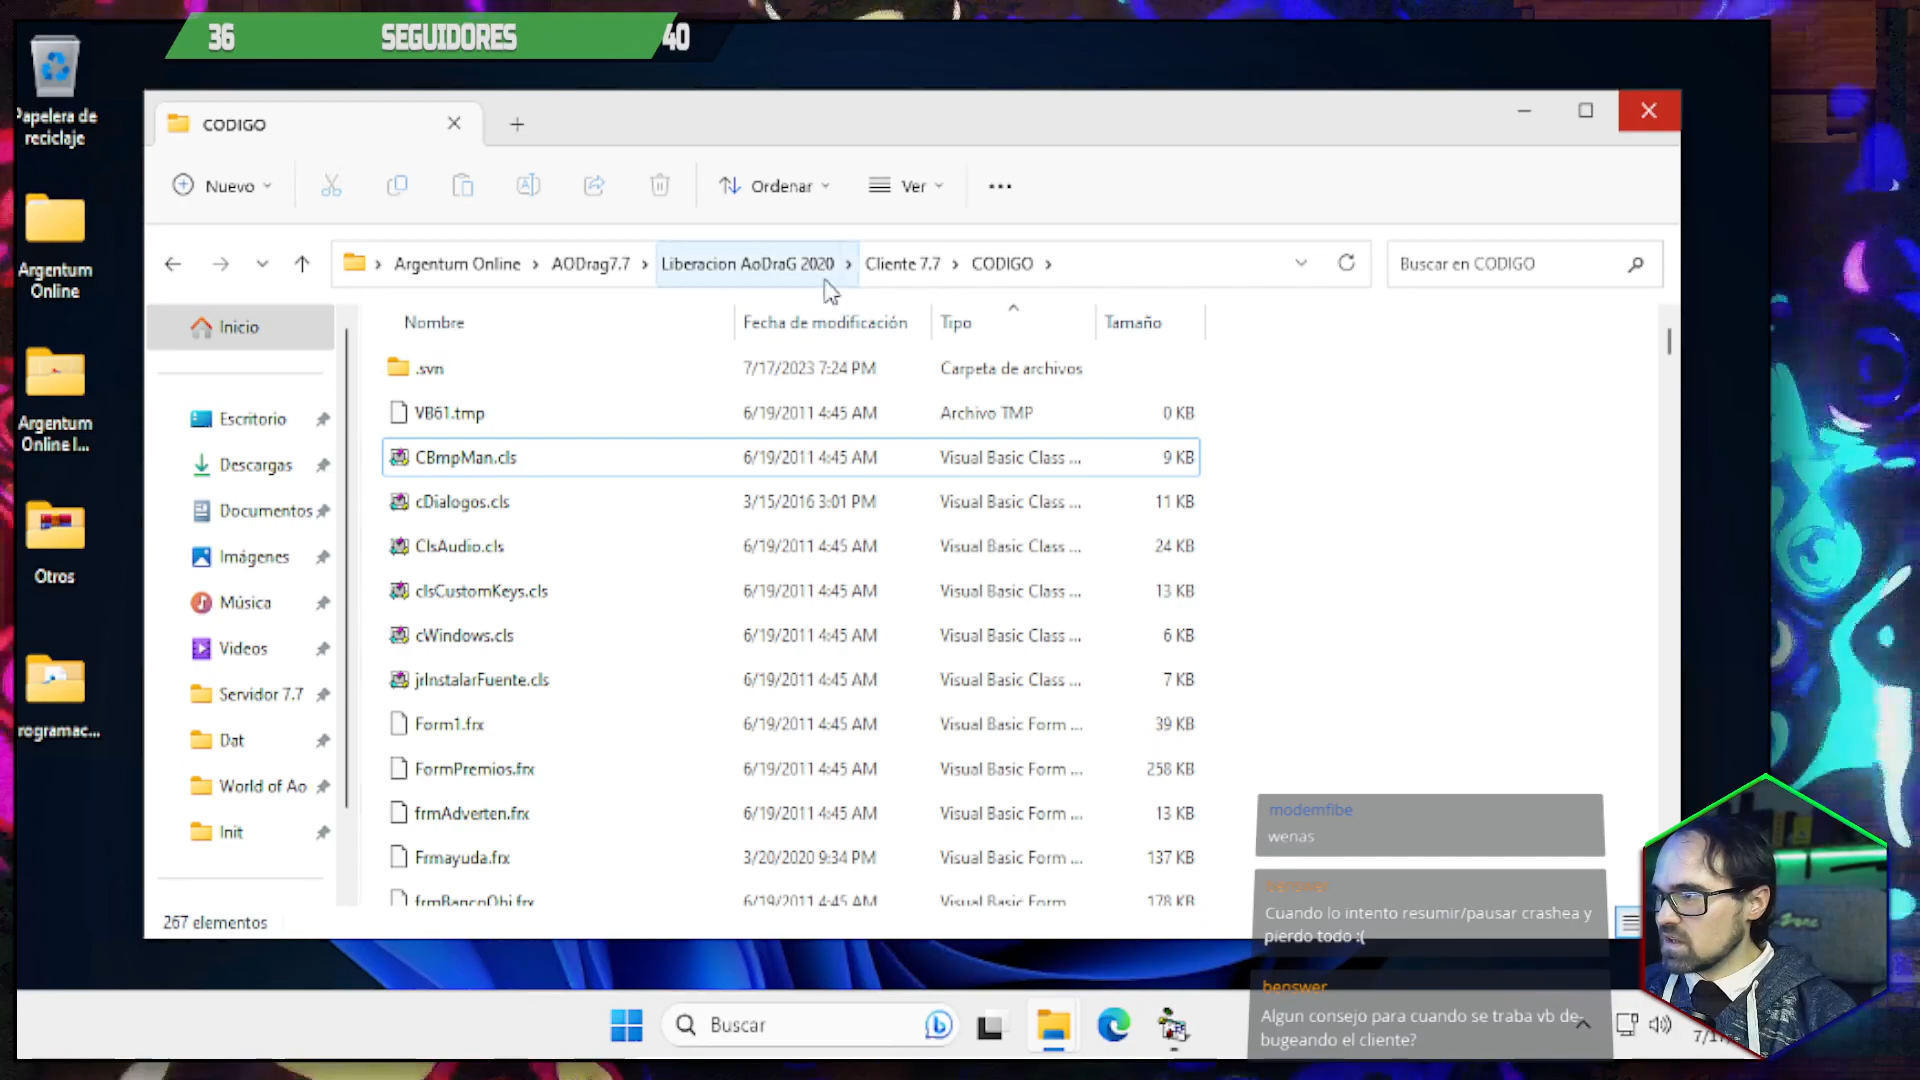 36 SEGUIDORES 40
Papelera de
reciclaje
Argentum
Online
Argentum
Online I...
Otros
rogramac...
CODIGO
Nuevo
Ordenar
Ver
Argentum Online
AODrag7.7
Liberacion AoDraG 2020
Cliente 7.7
CODIGO
Buscar en CODIGO
Inicio
Escritorio
Descargas
Documentos
Imágenes
Música
Videos
Servidor 7.7
Dat
World of Ao
Init
Nombre Fecha de modificación Tipo Tamaño
.svn 7/17/2023 7:24 PM Carpeta de archivos
VB61.tmp 6/19/2011 4:45 AM Archivo TMP 0 KB
CBmpMan.cls 6/19/2011 4:45 AM Visual Basic Class ... 9 KB
cDialogos.cls 3/15/2016 3:01 PM Visual Basic Class ... 11 KB
ClsAudio.cls 6/19/2011 4:45 AM Visual Basic Class ... 24 KB
clsCustomKeys.cls 6/19/2011 4:45 AM Visual Basic Class ... 13 KB
cWindows.cls 6/19/2011 4:45 AM Visual Basic Class ... 6 KB
jrInstalarFuente.cls 6/19/2011 4:45 AM Visual Basic Class ... 7 KB
Form1.frx 6/19/2011 4:45 AM Visual Basic Form ... 39 KB
FormPremios.frx 6/19/2011 4:45 AM Visual Basic Form ... 258 KB
frmAdverten.frx 6/19/2011 4:45 AM Visual Basic Form ... 13 KB
Frmayuda.frx 3/20/2020 9:34 PM Visual Basic Form ... 137 KB
frmBancoObj.frx 6/19/2011 4:45 AM Visual Basic Form 178 KB
267 elementos
modemfibe
wenas
benswer
Cuando lo intento resumir/pausar crashea y
pierdo todo :(
benswer
Algun consejo para cuando se traba vb de-
bugeando el cliente?
Buscar